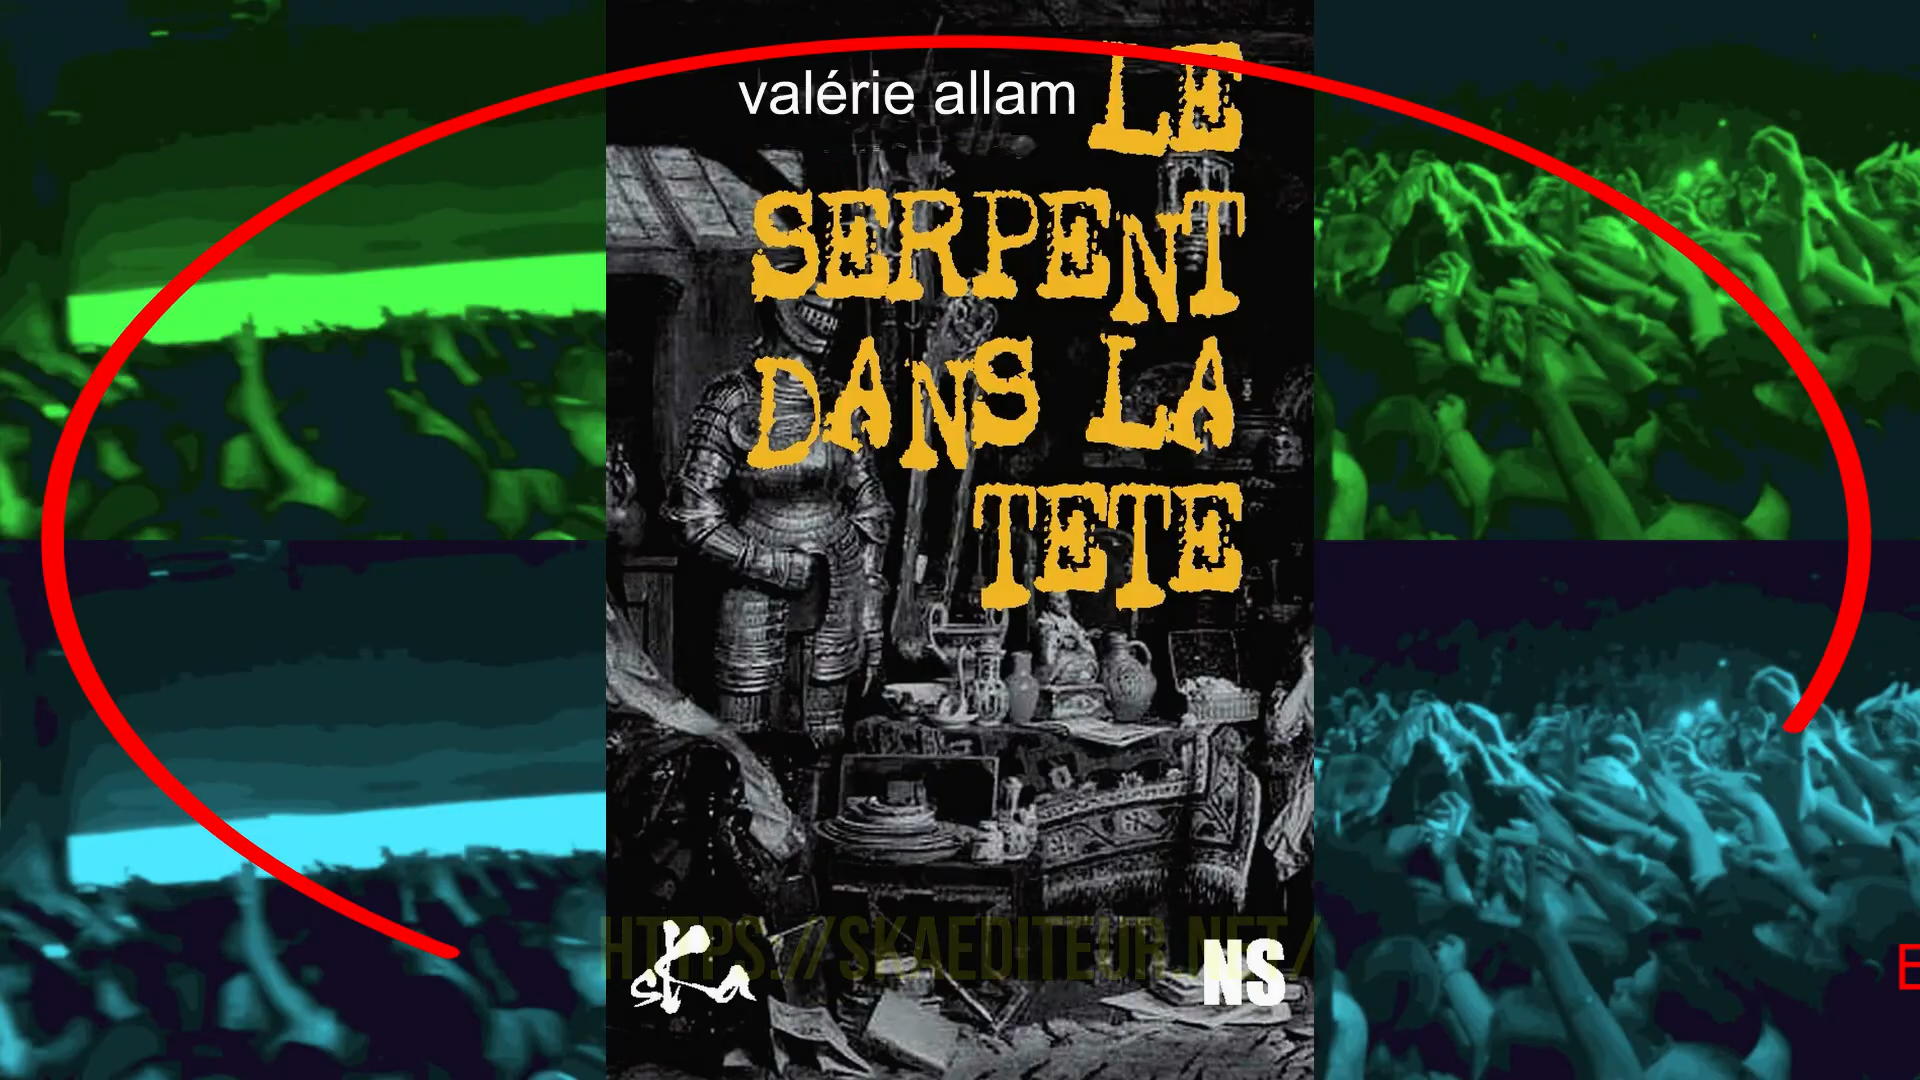 valérie allam
LE
SERPENT
DANS LA
TETE
HTTPS://SKAEDITEUR.NET/
sKa
NS
E